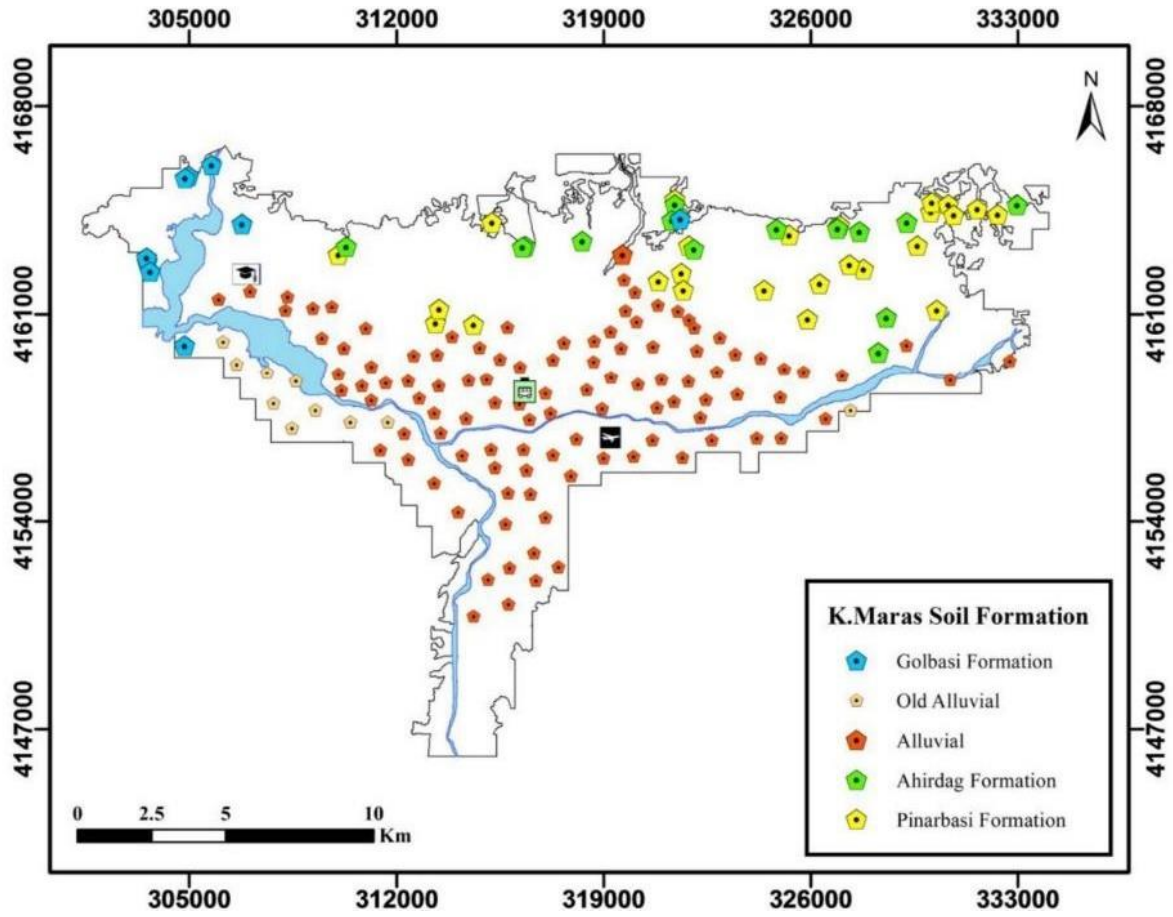 305000 312000 319000 326000 333000
4168000 4168000
N
4161000 4161000
4154000 4154000
K.Maras Soil Formation
Golbasi Formation
Old Alluvial
Alluvial
4147000 4147000
Ahirdag Formation
Pinarbasi Formation
0 2.5 5 10
Km
305000 312000 319000 326000 333000